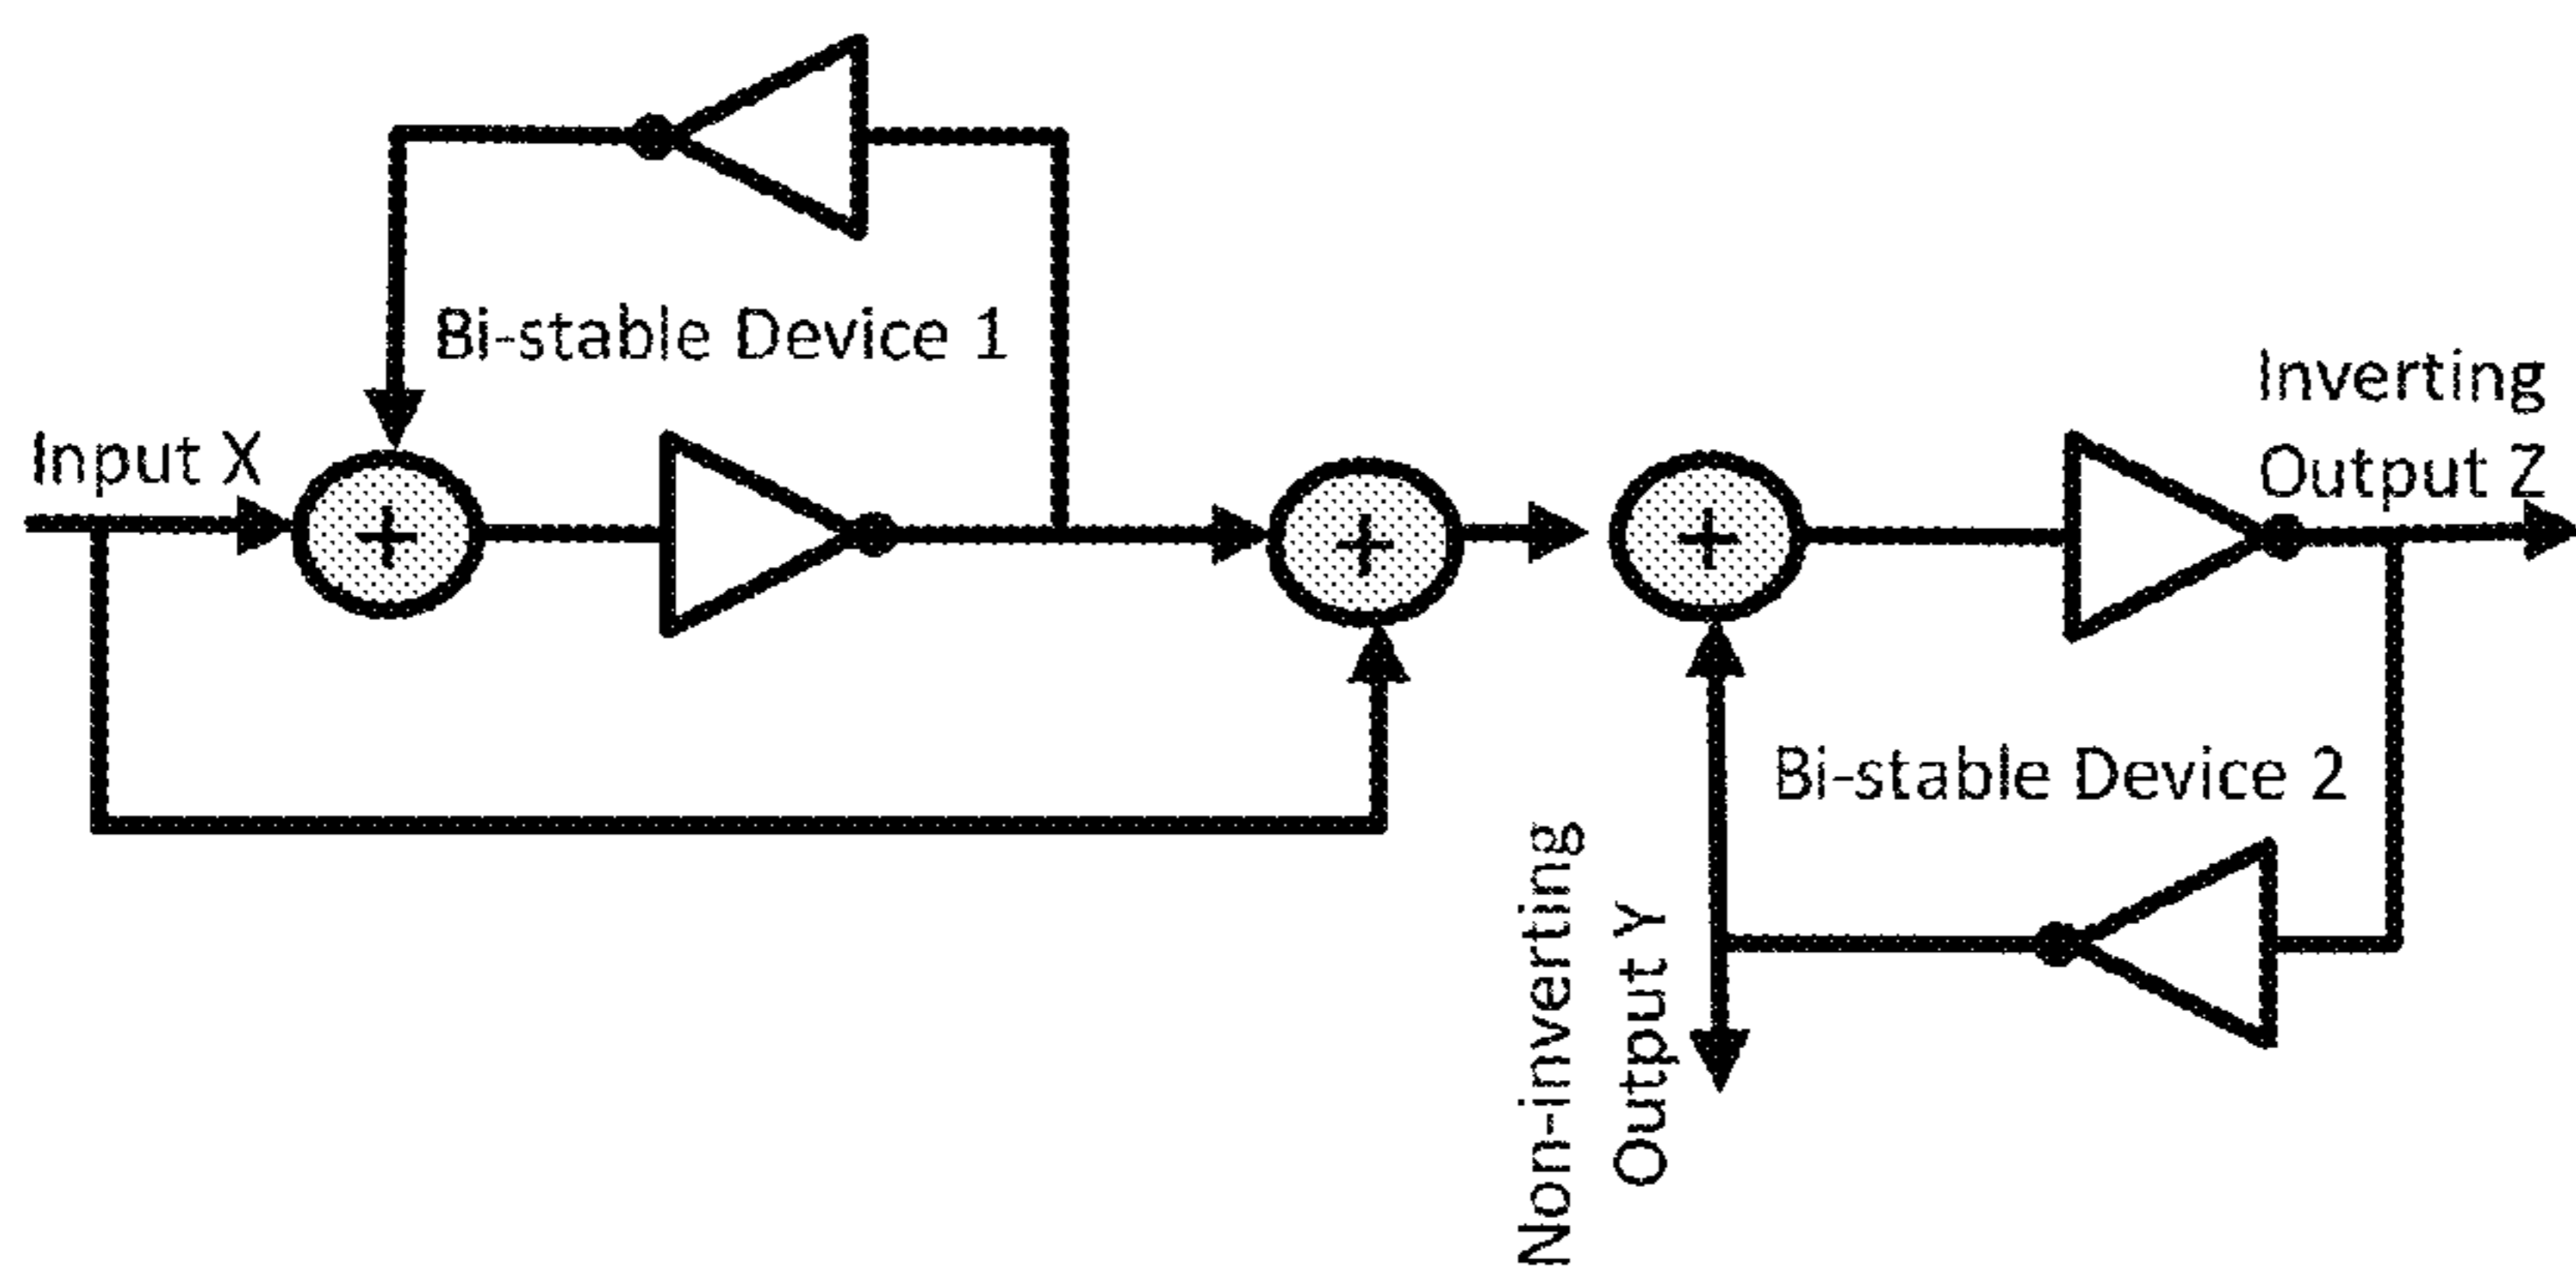 Bi-stable Device 1
Input X
+
+
+
Inverting
Output Z
Bi-stable Device 2
Non-inverting
Output Y